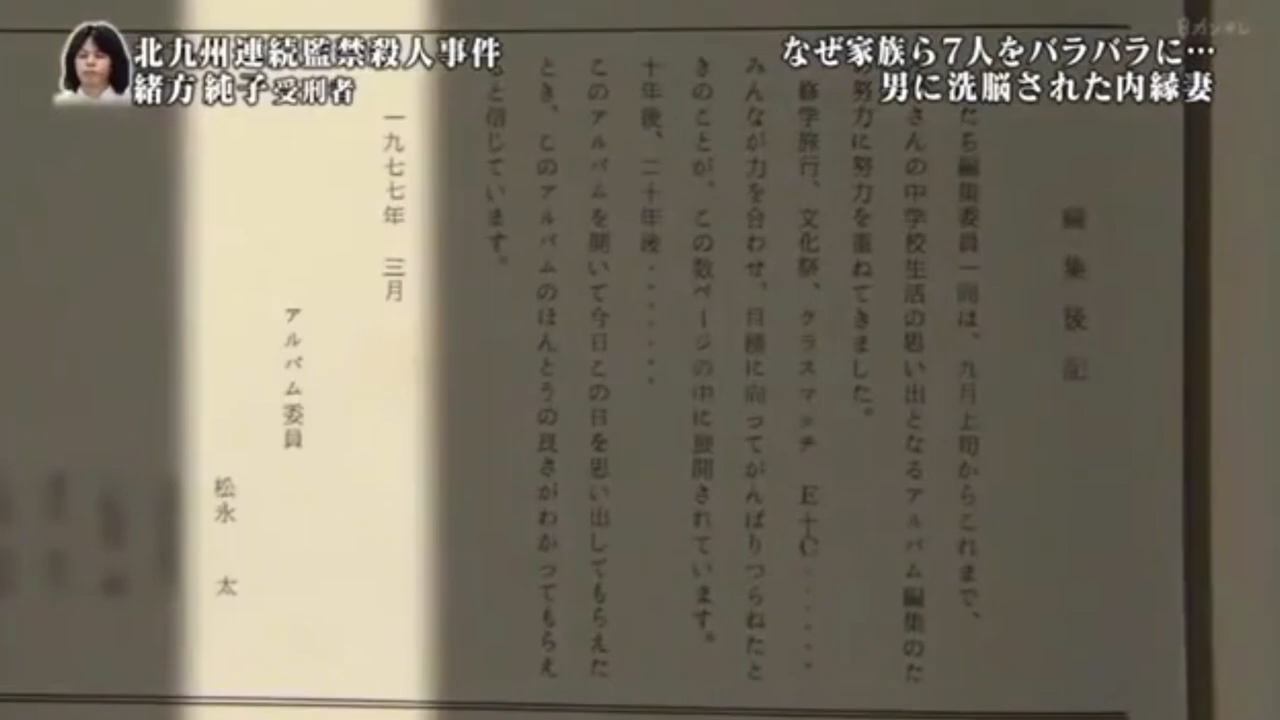 北九州連続監禁殺人事件
緒方純子受刑者
なぜ家族ら7人をバラバラに…
男に洗脳された内縁妻
編集後記
たち編集委員一同は、九月上旬からこれまで、
さんの中学校生活の思い出となるアルバム編集のた
努力に努力を重ねてきました。
修学旅行、文化祭、クラスマッチ E十C・・・・・・
みんなが力を合わせ、目標に向ってがんばりつらねたと
きのことが、この数ページの中に展開されています。
十年後、二十年後・・・・・・
このアルバムを開いて今日この日を思い出してもらえた
とき、このアルバムのほんとうの良さがわかってもらえ
と信じています。
一九七七年 三月
アルバム委員
松永 太